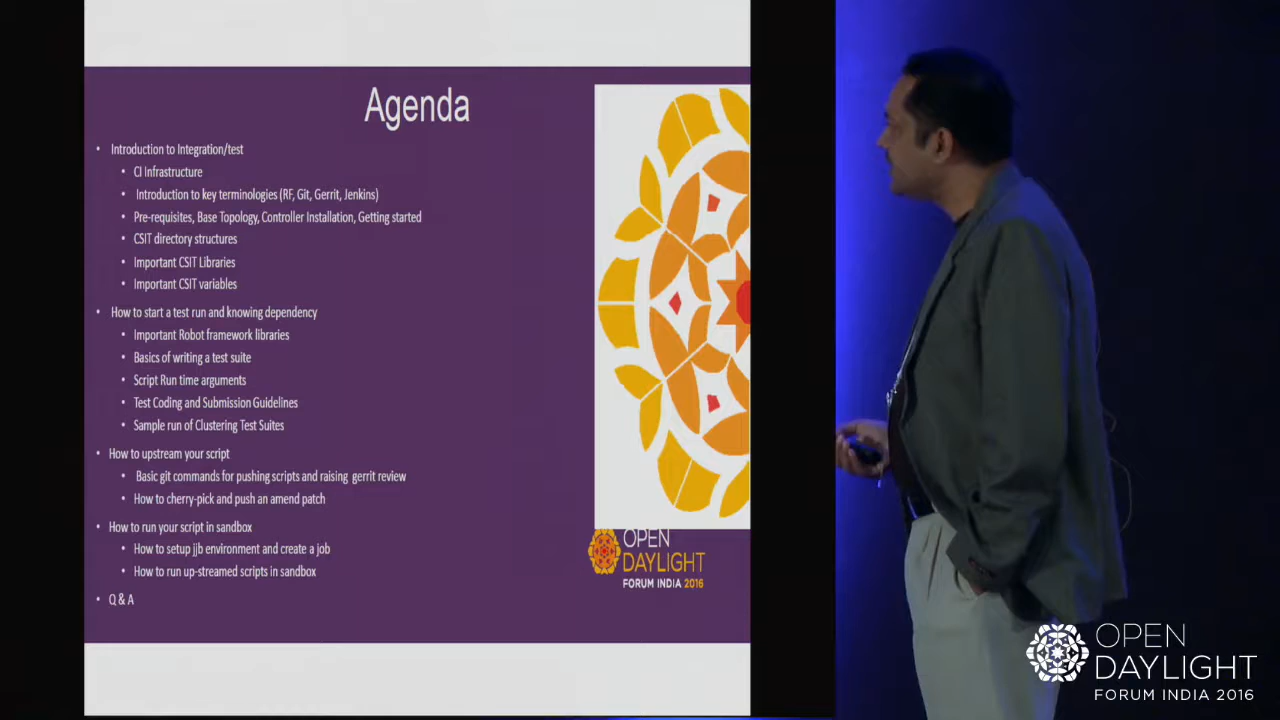 Agenda
• Introduction to Integration/test
• CI Infrastructure
• Introduction to key terminologies (RF, Git, Gerrit, Jenkins)
• Pre-requisites, Base Topology, Controller Installation, Getting started
• CSIT directory structures
• Important CSIT Libraries
• Important CSIT variables
• How to start a test run and knowing dependency
• Important Robot framework libraries
• Basics of writing a test suite
• Script Run time arguments
• Test Coding and Submission Guidelines
• Sample run of Clustering Test Suites
• How to upstream your script
• Basic git commands for pushing scripts and raising gerrit review
• How to cherry-pick and push an amend patch
• How to run your script in sandbox
• How to setup jjb environment and create a job
• How to run up-streamed scripts in sandbox
• Q & A
OPEN
DAYLIGHT
FORUM INDIA 2016
OPEN
DAYLIGHT
FORUM INDIA 2016